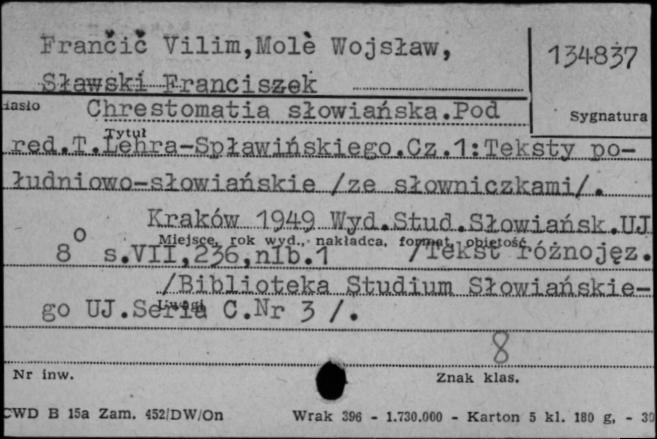 Frančič Vilim,Molè Wojsław,
134837
Sławski Franciszek
Hasło
Chrestomatia słowiańska.Pod
Sygnatura
Tytuł
red.T.Lehra-Spławińskiego.Cz.1:Teksty po-
łudniowo-słowiańskie /ze słowniczkami/.
Kraków 1949 Wyd.Stud.Słowiańsk.UJ
Miejsce, rok wyd., nakładca, format, objętość
8° s.VII,236,nlb.1 /Tekst różnojęz.
/Biblioteka Studium Słowiańskie-
Uwagi
go UJ.Seria C.Nr 3 /.
8
Nr inw.
Znak klas.
CWD B 15a Zam. 452/DW/On
Wrak 396 - 1.730.000 - Karton 5 kl. 180 g, - 30